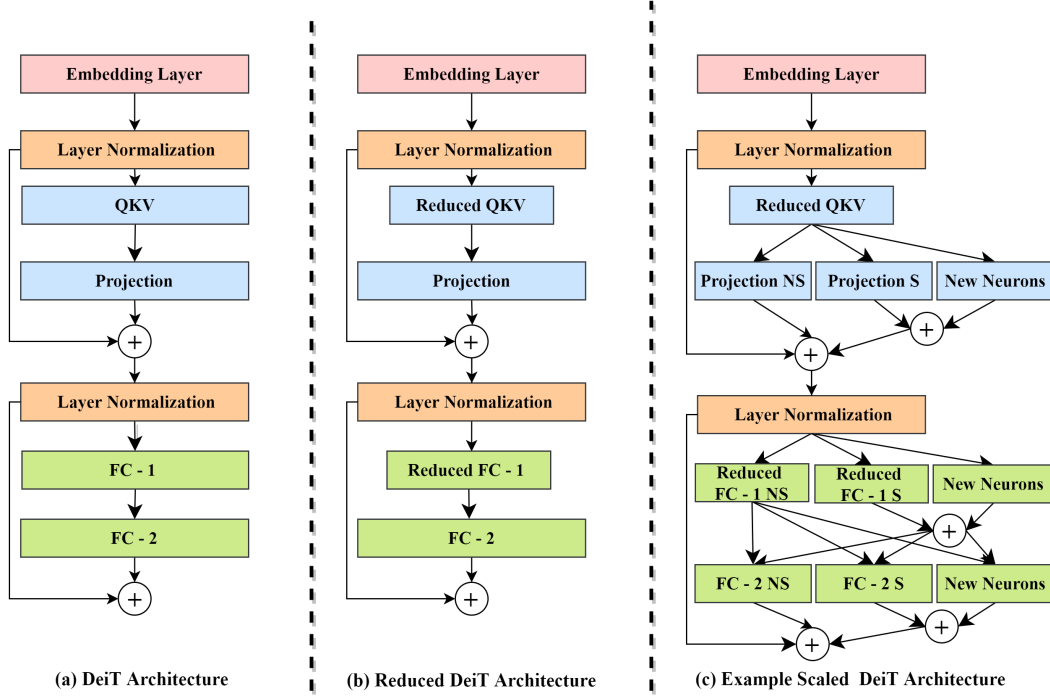 Embedding Layer
Layer Normalization
QKV
Projection
+
Layer Normalization
FC - 1
FC - 2
+
(a) DeiT Architecture
Embedding Layer
Layer Normalization
Reduced QKV
Projection
+
Layer Normalization
Reduced FC - 1
FC - 2
+
(b) Reduced DeiT Architecture
Embedding Layer
Layer Normalization
Reduced QKV
Projection NS
Projection S
New Neurons
+
+
Layer Normalization
Reduced
FC - 1 NS
Reduced
FC - 1 S
New Neurons
+
FC - 2 NS
FC - 2 S
New Neurons
+
+
(c) Example Scaled DeiT Architecture